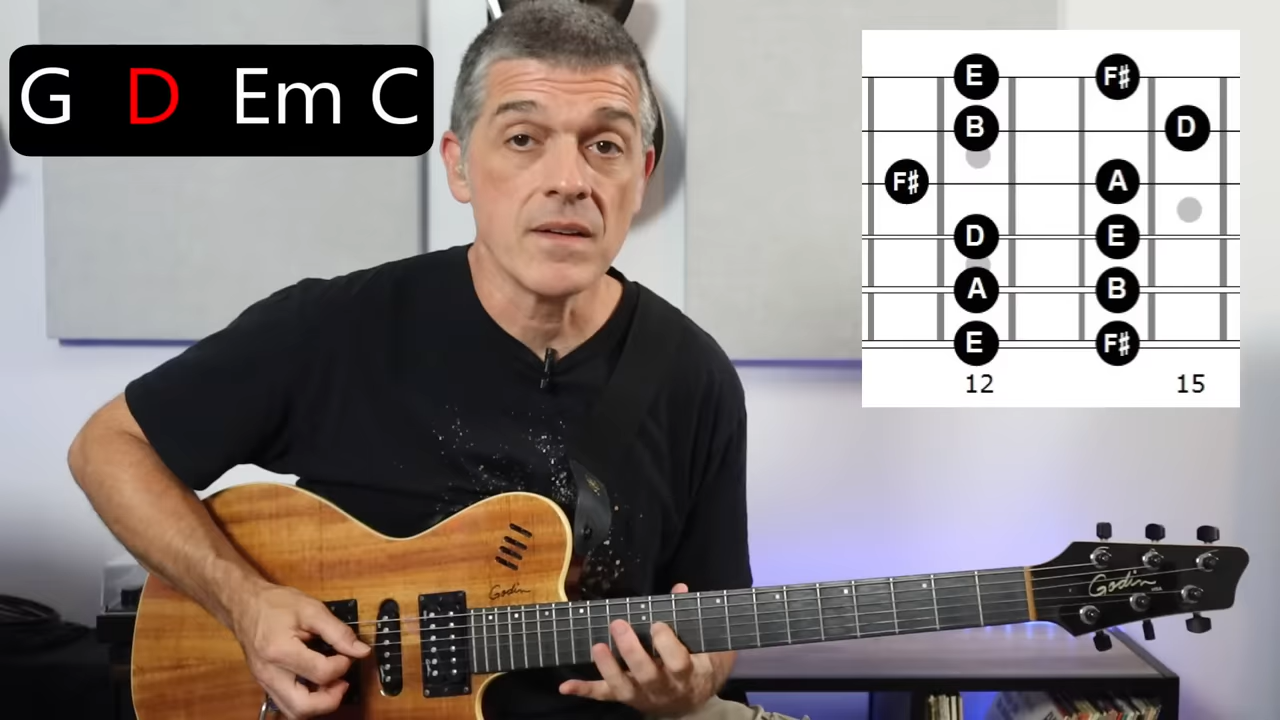 G D Em C
E F♯
B D
F♯ A
D E
A B
E F♯
12 15
Godin
Godin